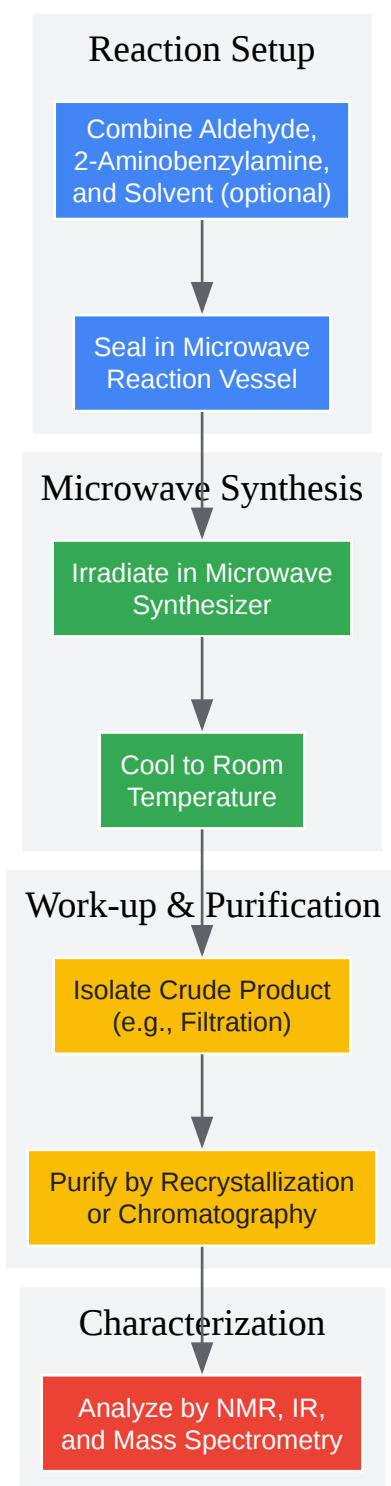 Reaction Setup
Combine Aldehyde,
2-Aminobenzylamine,
and Solvent (optional)
Seal in Microwave
Reaction Vessel
Microwave Synthesis
Irradiate in Microwave
Synthesizer
Cool to Room
Temperature
Work-up & Purification
Isolate Crude Product
(e.g., Filtration)
Purify by Recrystallization
or Chromatography
Characterization
Analyze by NMR, IR,
and Mass Spectrometry